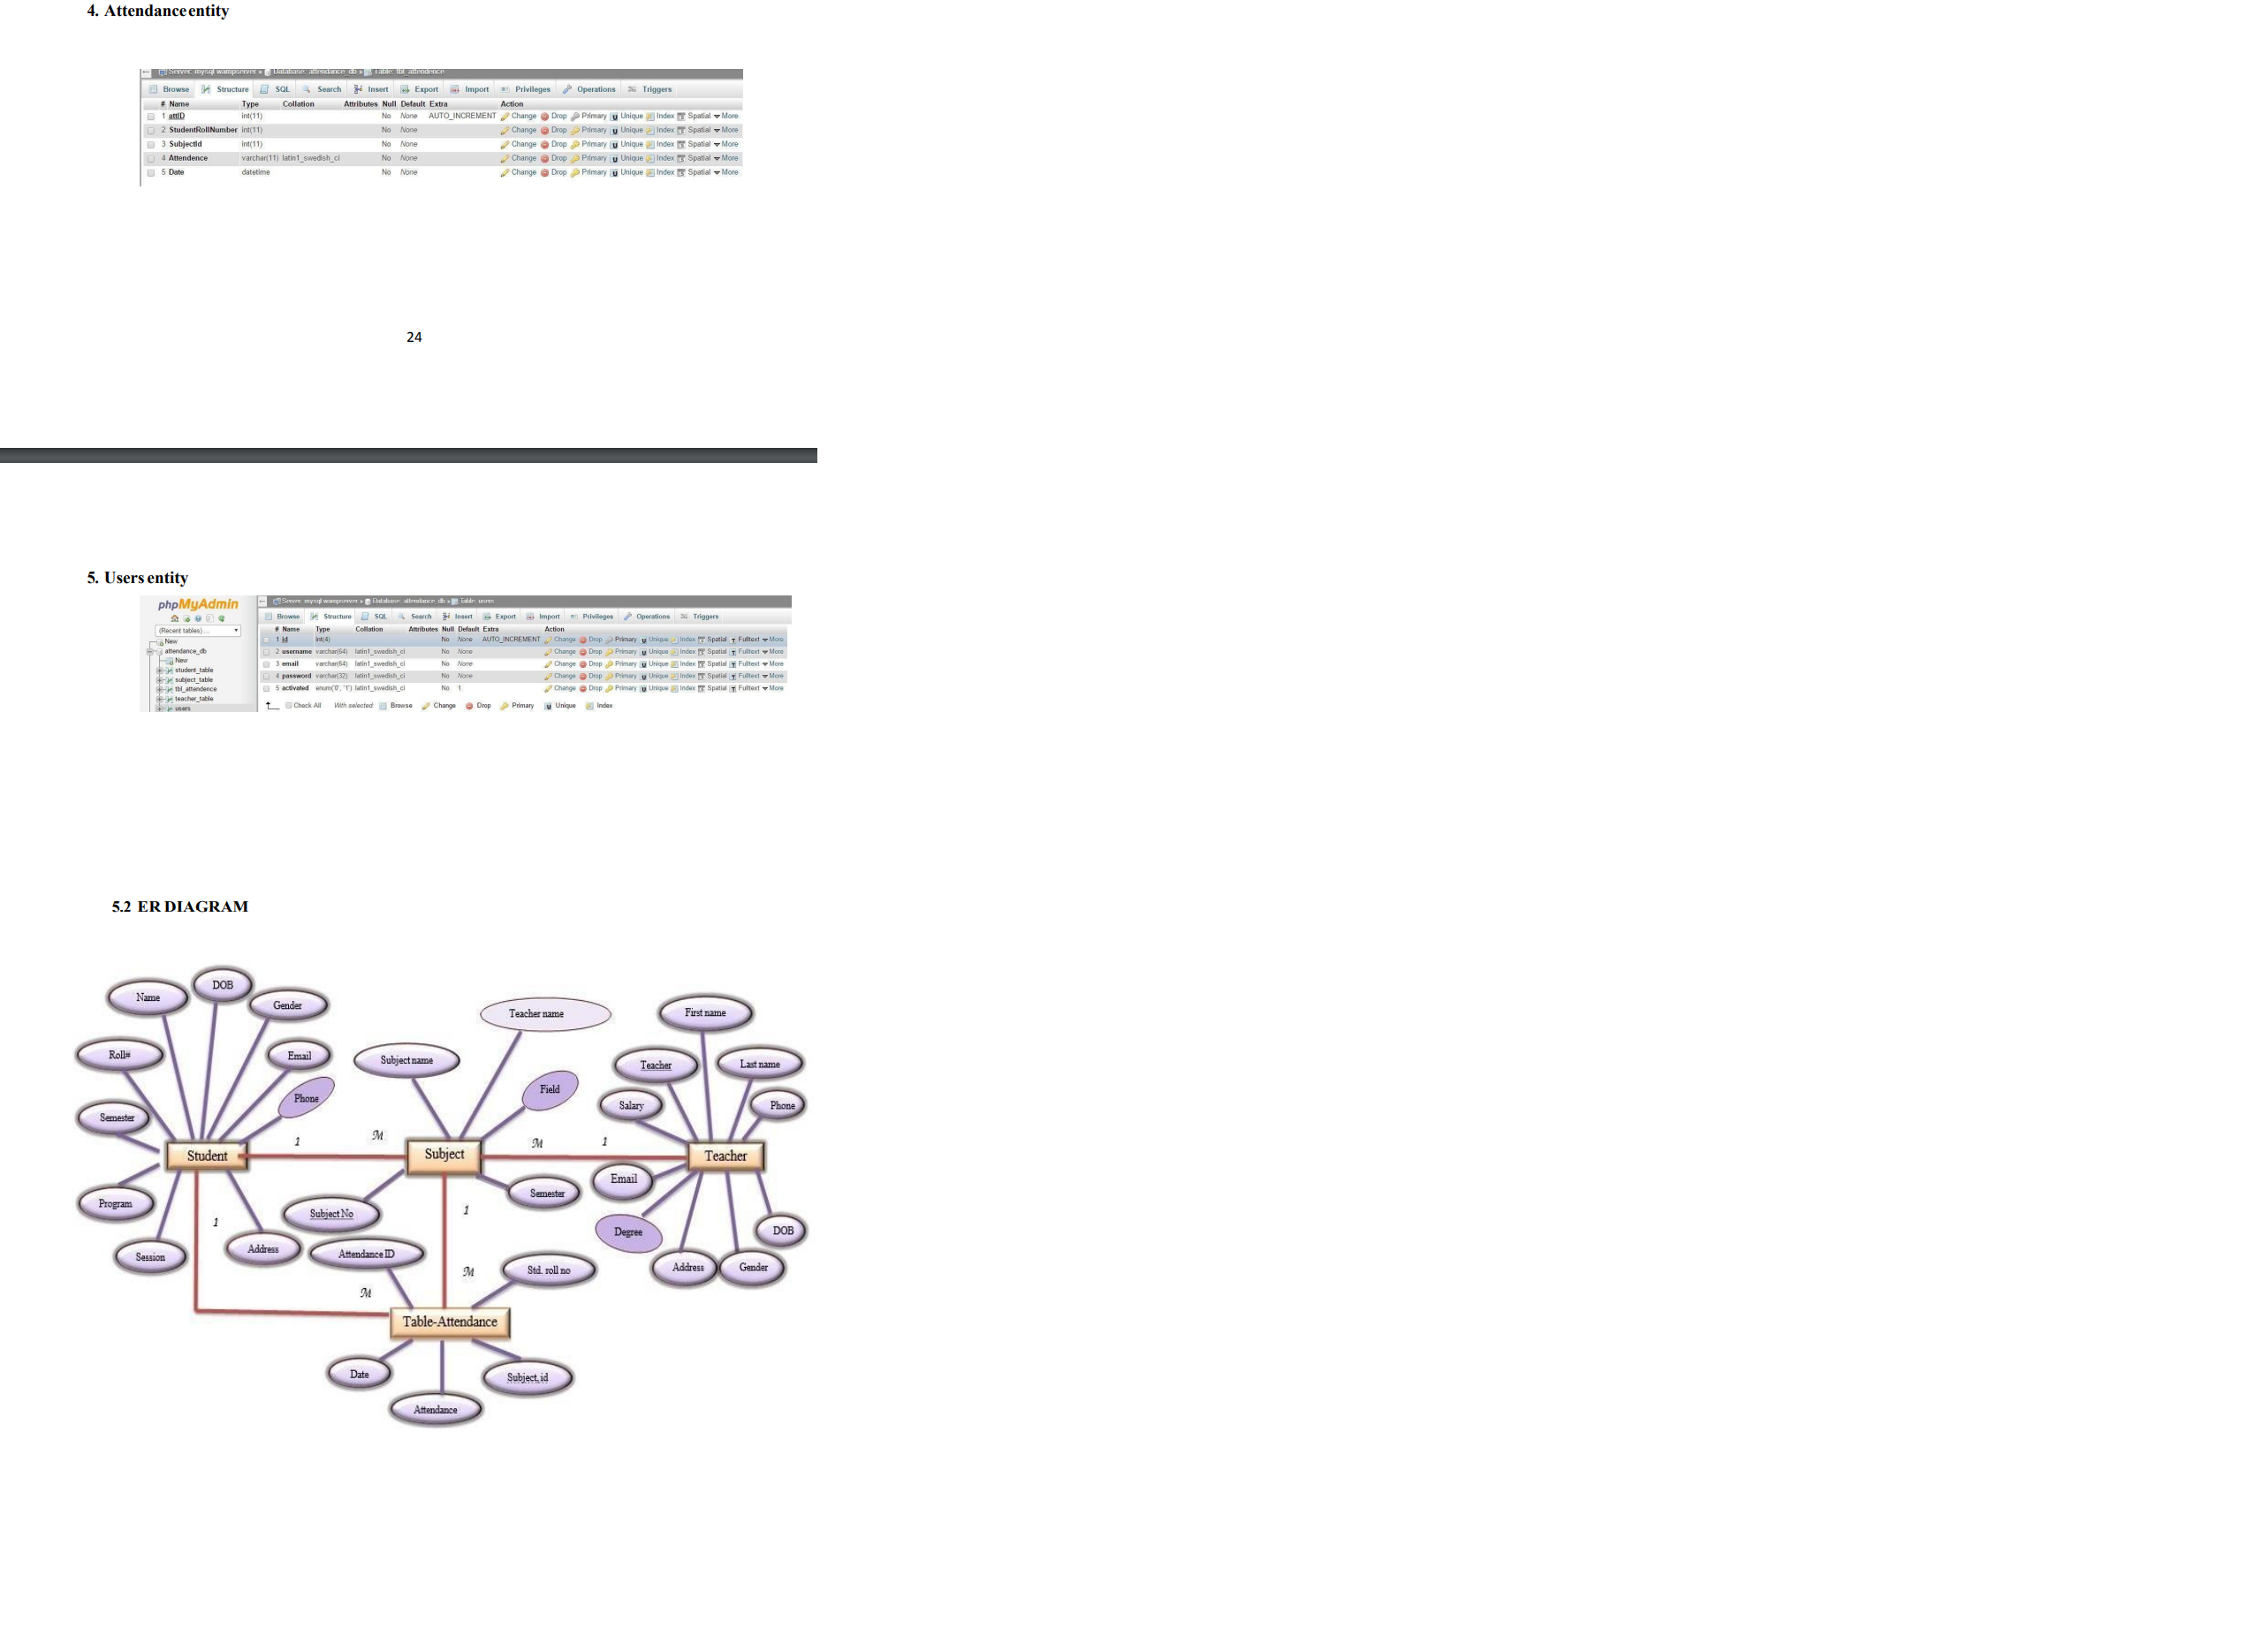 4. Attendance entity
Server: mysql wampserver » Database: attendance_db » Table: tbl_attendence
Browse Structure SQL Search Insert Export Import Privileges Operations Triggers
# Name Type Collation Attributes Null Default Extra Action
1 attID int(11) No None AUTO_INCREMENT Change Drop Primary Unique Index Spatial More
2 StudentRollNumber int(11) No None Change Drop Primary Unique Index Spatial More
3 SubjectId int(11) No None Change Drop Primary Unique Index Spatial More
4 Attendence varchar(11) latin1_swedish_ci No None Change Drop Primary Unique Index Spatial More
5 Date datetime No None Change Drop Primary Unique Index Spatial More
24
5. Users entity
phpMyAdmin
(Recent tables) ...
New
attendance_db
New
student_table
subject_table
tbl_attendence
teacher_table
users
Server: mysql wampserver » Database: attendance_db » Table: users
Browse Structure SQL Search Insert Export Import Privileges Operations Triggers
# Name Type Collation Attributes Null Default Extra Action
1 id int(4) No None AUTO_INCREMENT Change Drop Primary Unique Index Spatial Fulltext More
2 username varchar(64) latin1_swedish_ci No None Change Drop Primary Unique Index Spatial Fulltext More
3 email varchar(64) latin1_swedish_ci No None Change Drop Primary Unique Index Spatial Fulltext More
4 password varchar(32) latin1_swedish_ci No None Change Drop Primary Unique Index Spatial Fulltext More
5 activated enum('0', '1') latin1_swedish_ci No 1 Change Drop Primary Unique Index Spatial Fulltext More
Check All With selected: Browse Change Drop Primary Unique Index
5.2 ER DIAGRAM
Name
DOB
Gender
Roll#
Email
Phone
Semester
Student
Program
Session
Address
1
M
Subject name
Teacher name
Field
Subject
Subject No
Semester
M
1
First name
Teacher
Last name
Salary
Phone
Teacher
Email
Degree
DOB
Address
Gender
1
M
1
M
Attendance ID
Std. roll no
Table-Attendance
Date
Subject, id
Attendance